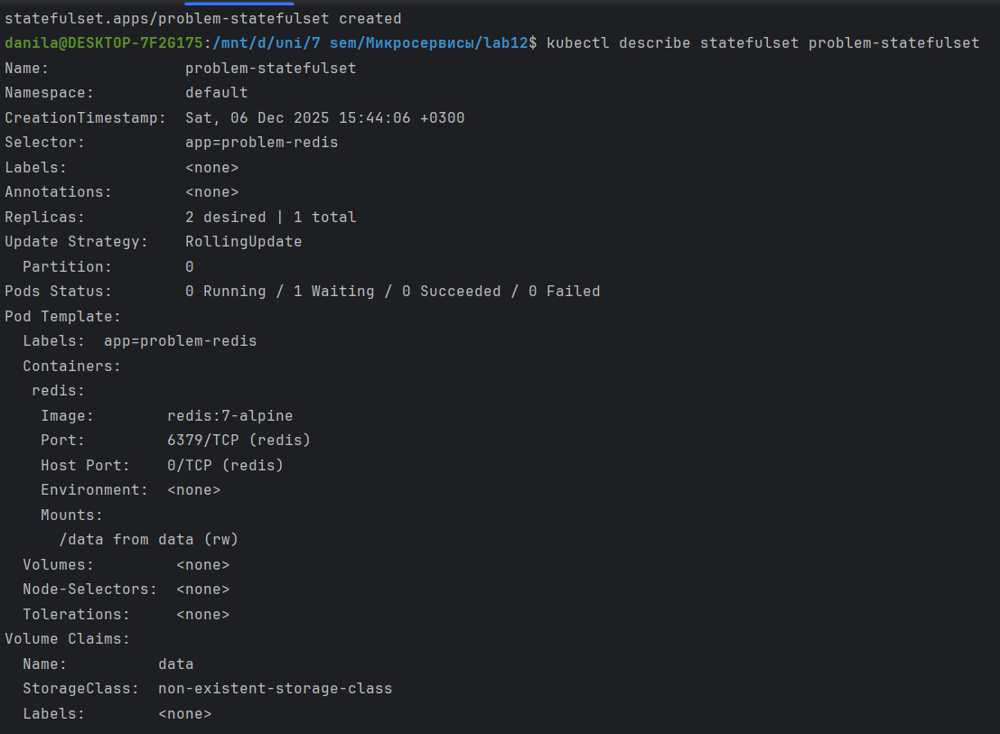 statefulset.apps/problem-statefulset created
danila@DESKTOP-7F2G175:/mnt/d/uni/7 sem/Микросервисы/lab12$ kubectl describe statefulset problem-statefulset
Name:               problem-statefulset
Namespace:          default
CreationTimestamp:  Sat, 06 Dec 2025 15:44:06 +0300
Selector:           app=problem-redis
Labels:             <none>
Annotations:        <none>
Replicas:           2 desired | 1 total
Update Strategy:    RollingUpdate
  Partition:        0
Pods Status:        0 Running / 1 Waiting / 0 Succeeded / 0 Failed
Pod Template:
  Labels:  app=problem-redis
  Containers:
   redis:
    Image:        redis:7-alpine
    Port:         6379/TCP (redis)
    Host Port:    0/TCP (redis)
    Environment:  <none>
    Mounts:
      /data from data (rw)
  Volumes:         <none>
  Node-Selectors:  <none>
  Tolerations:     <none>
Volume Claims:
  Name:          data
  StorageClass:  non-existent-storage-class
  Labels:        <none>